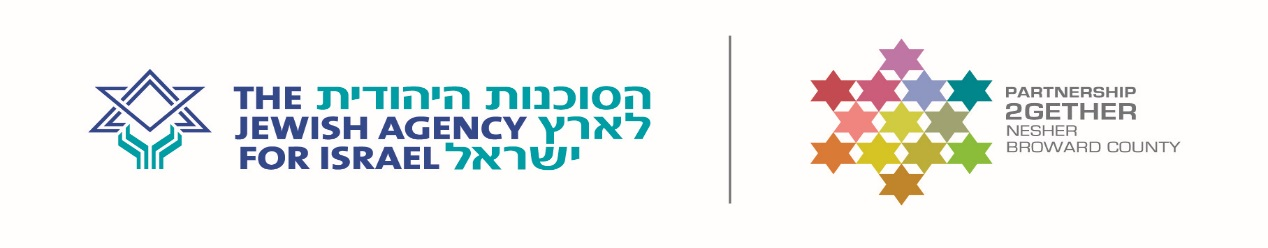 THE הסוכנות היהודית
JEWISH AGENCY לארץ
FOR ISRAEL ישראל
PARTNERSHIP
2GETHER
NESHER
BROWARD COUNTY